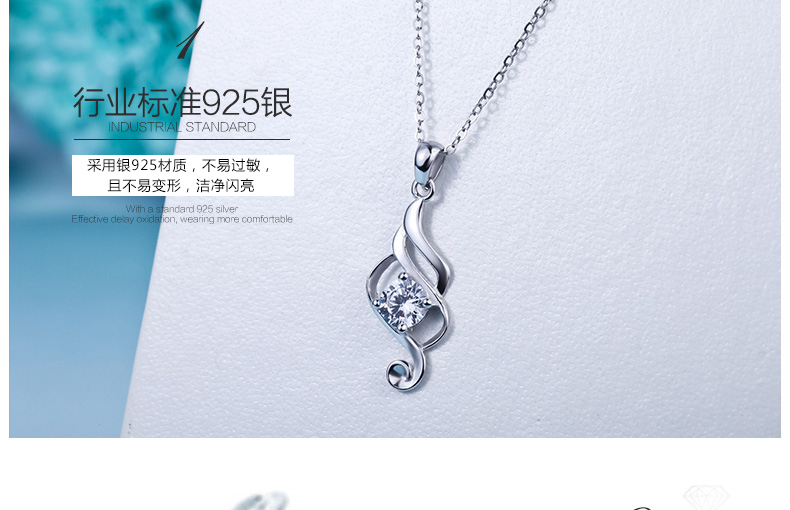 1
行业标准925银
INDUSTRIAL STANDARD
采用银925材质，不易过敏，
且不易变形，洁净闪亮
With a standard 925 silver
Effective delay oxidation, wearing more comfortable